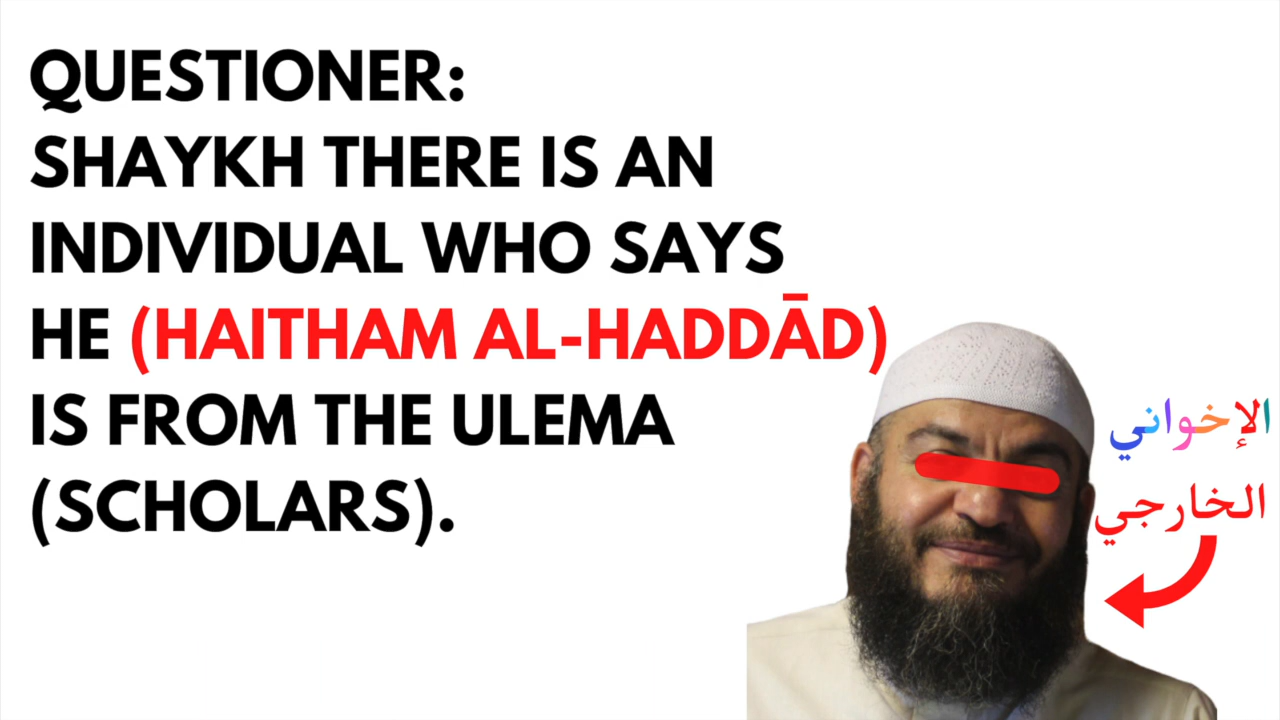 QUESTIONER:
SHAYKH THERE IS AN
INDIVIDUAL WHO SAYS
HE (HAITHAM AL-HADDĀD)
IS FROM THE ULEMA
(SCHOLARS).
الإخواني
الخارجي